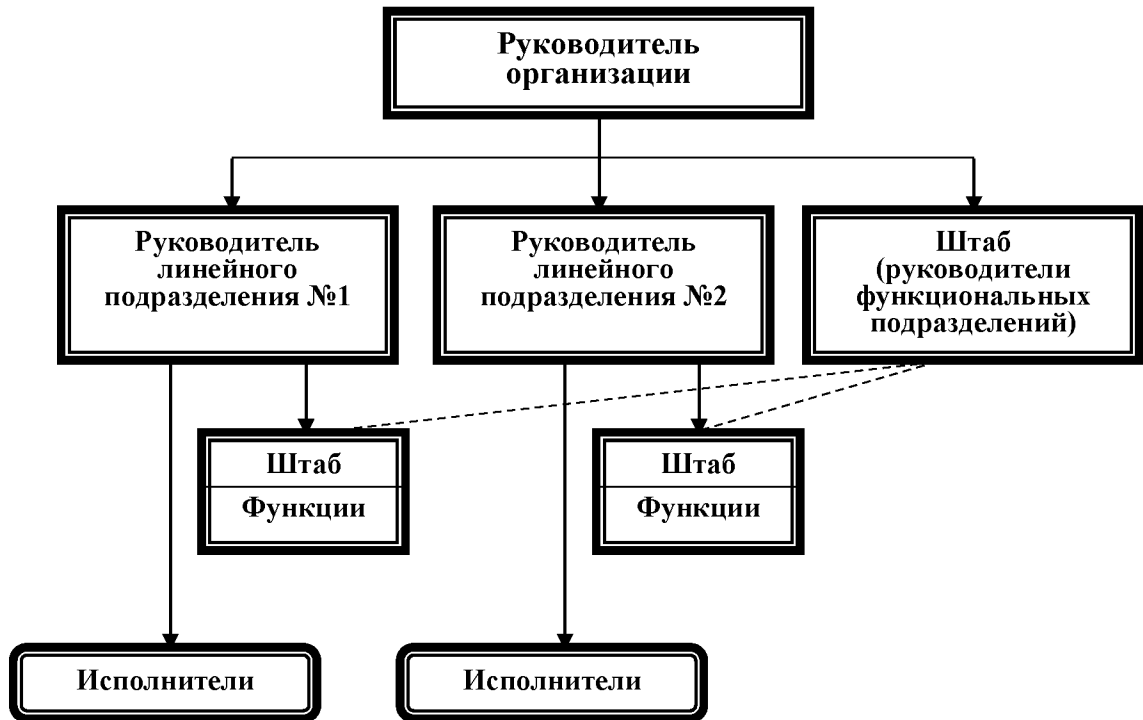 Руководитель
организации
Руководитель
линейного
подразделения №1
Руководитель
линейного
подразделения №2
Штаб
(руководители
функциональных
подразделений)
Штаб
Функции
Штаб
Функции
Исполнители
Исполнители